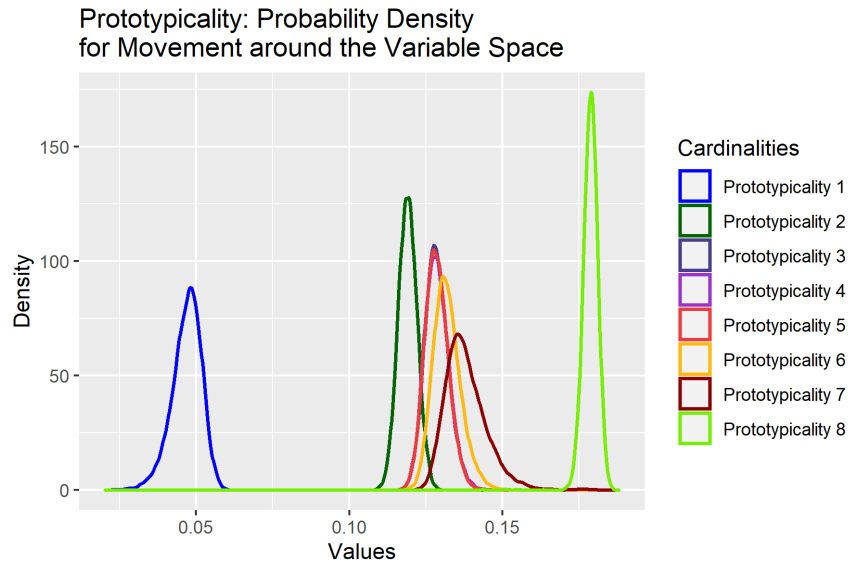 Prototypicality: Probability Density
for Movement around the Variable Space
Density
150
100
50
0
0.05
0.10
0.15
Values
Cardinalities
Prototypicality 1
Prototypicality 2
Prototypicality 3
Prototypicality 4
Prototypicality 5
Prototypicality 6
Prototypicality 7
Prototypicality 8